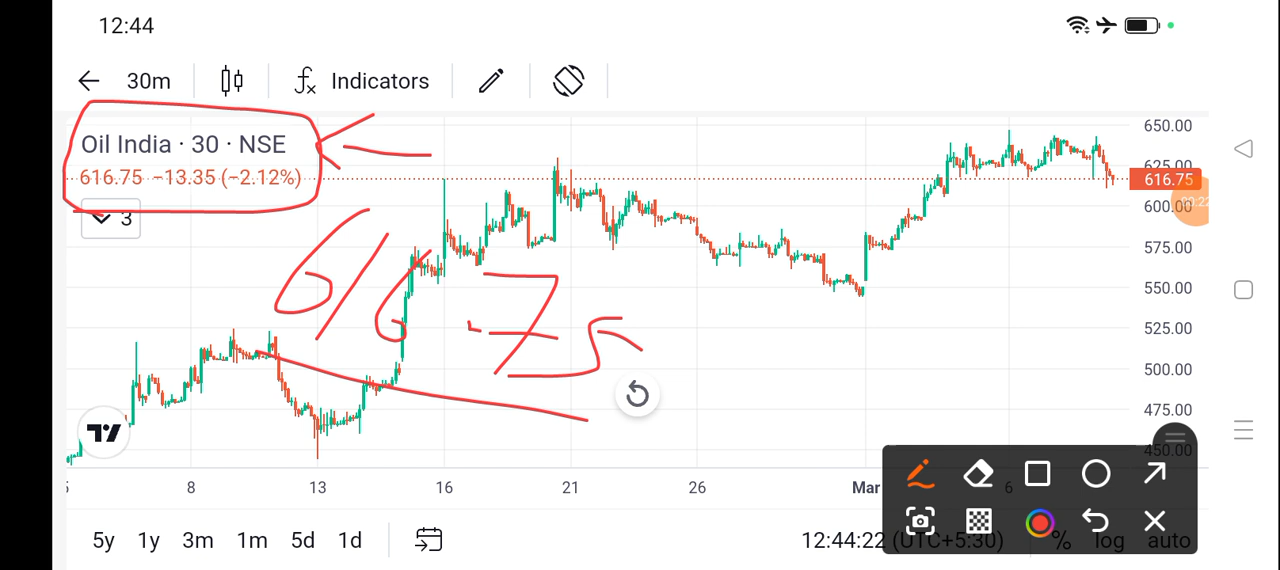 12:44
30m
Indicators
Oil India · 30 · NSE
616.75 −13.35 (−2.12%)
3
650.00
625.00
616.75
600.00
575.00
550.00
525.00
500.00
475.00
450.00
616.75
5 8 13 16 21 26 Mar 6
5y 1y 3m 1m 5d 1d
12:44:22 (UTC+5:30) % log auto